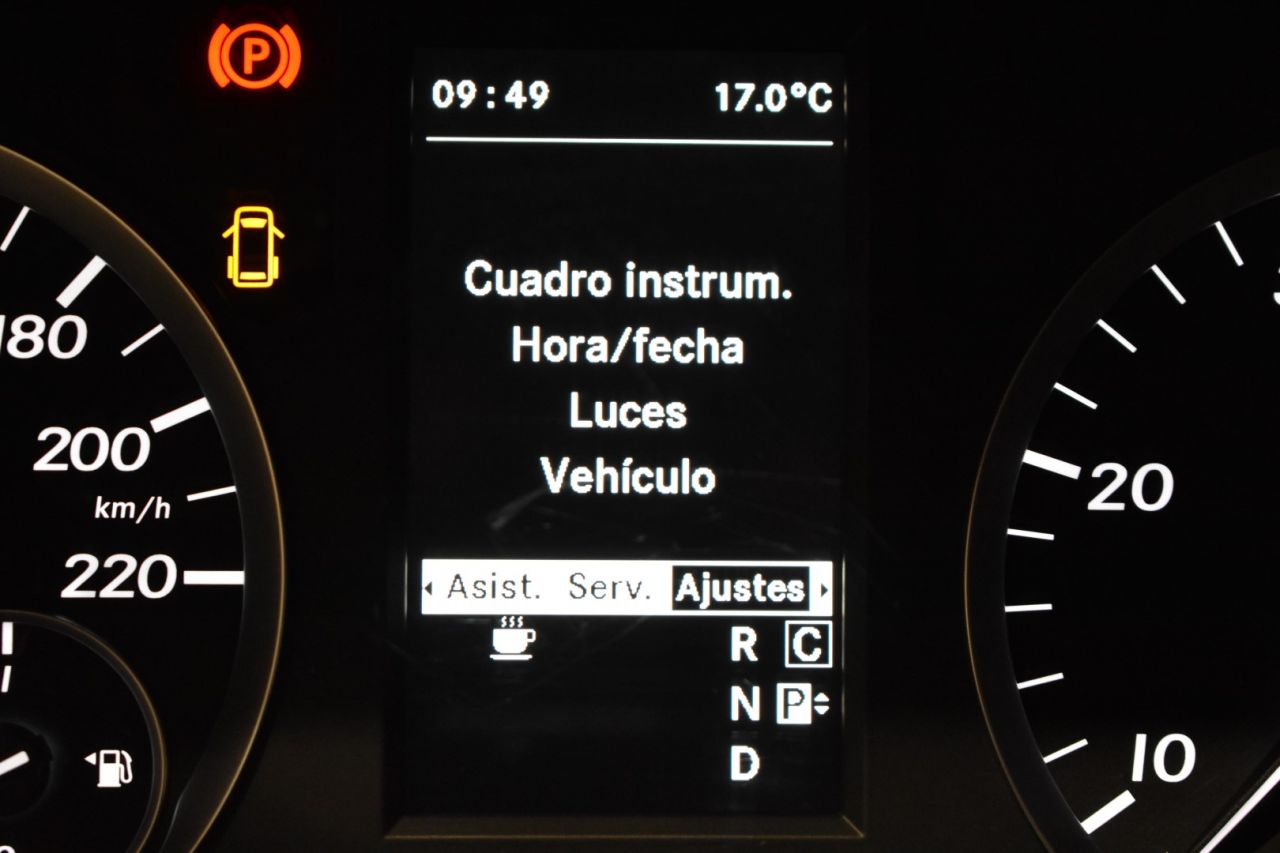 P
09:49 17.0°C
180
200
km/h
220
Cuadro instrum.
Hora/fecha
Luces
Vehículo
Asist. Serv. Ajustes
R C
N P
D
20
10